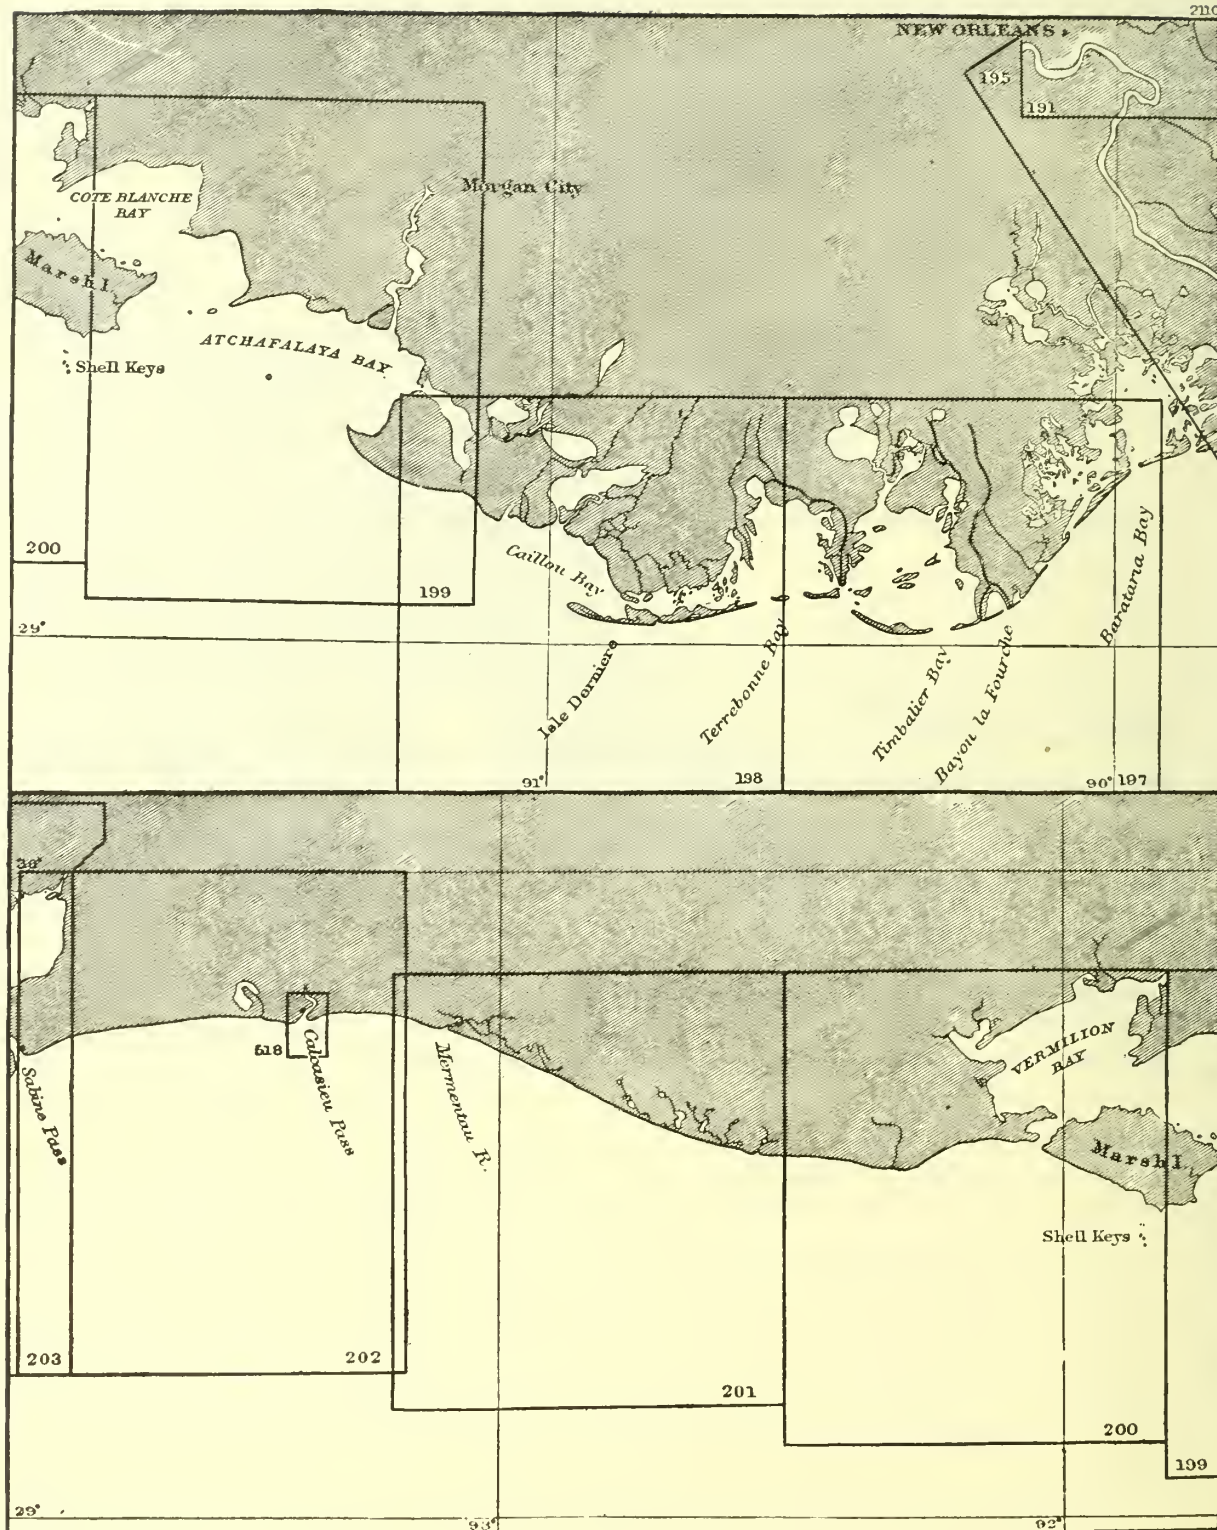 2110
NEW ORLEANS
195
191
COTE BLANCHE
BAY
Morgan City
Marsh I.
ATCHAFALAYA BAY
Shell Keys
200
199
Caillou Bay
29°
Isle Derniere
Terrebonne Bay
Timbalier Bay
Bayou la Fourche
Barataria Bay
91°
198
90°
197
30°
518
Sabine Pass
Calcasieu Pass
Mermentau R.
VERMILION
BAY
Marsh I.
Shell Keys
203
202
201
200
199
29°
93°
92°